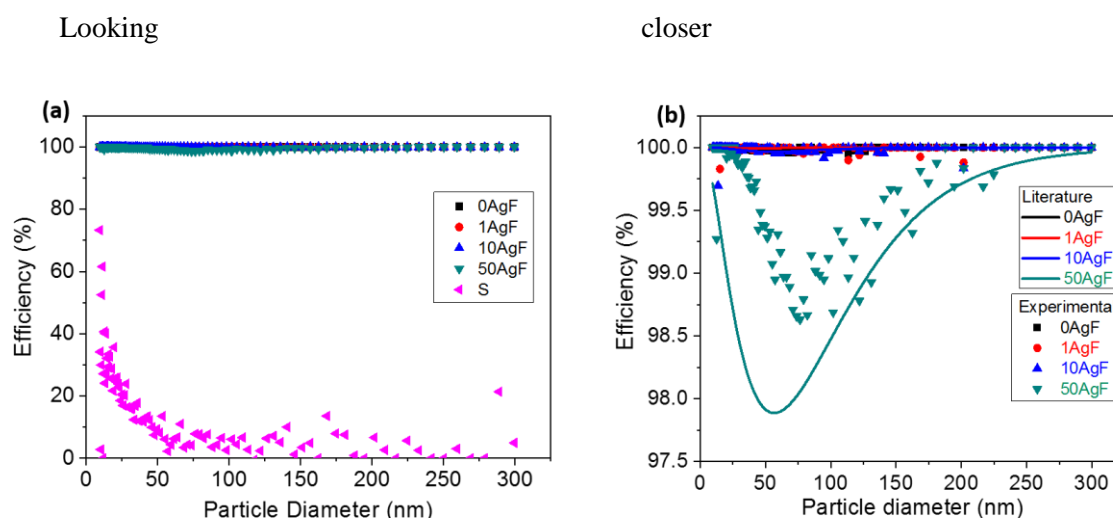 Looking closer
(a)
100
80
60
40
20
0
Efficiency (%)
0AgF
1AgF
10AgF
50AgF
S
0 50 100 150 200 250 300
Particle Diameter (nm)
(b)
100.0
99.5
99.0
98.5
98.0
97.5
Efficiency (%)
Literature
0AgF
1AgF
10AgF
50AgF
Experimenta
0AgF
1AgF
10AgF
50AgF
0 50 100 150 200 250 300
Particle diameter (nm)